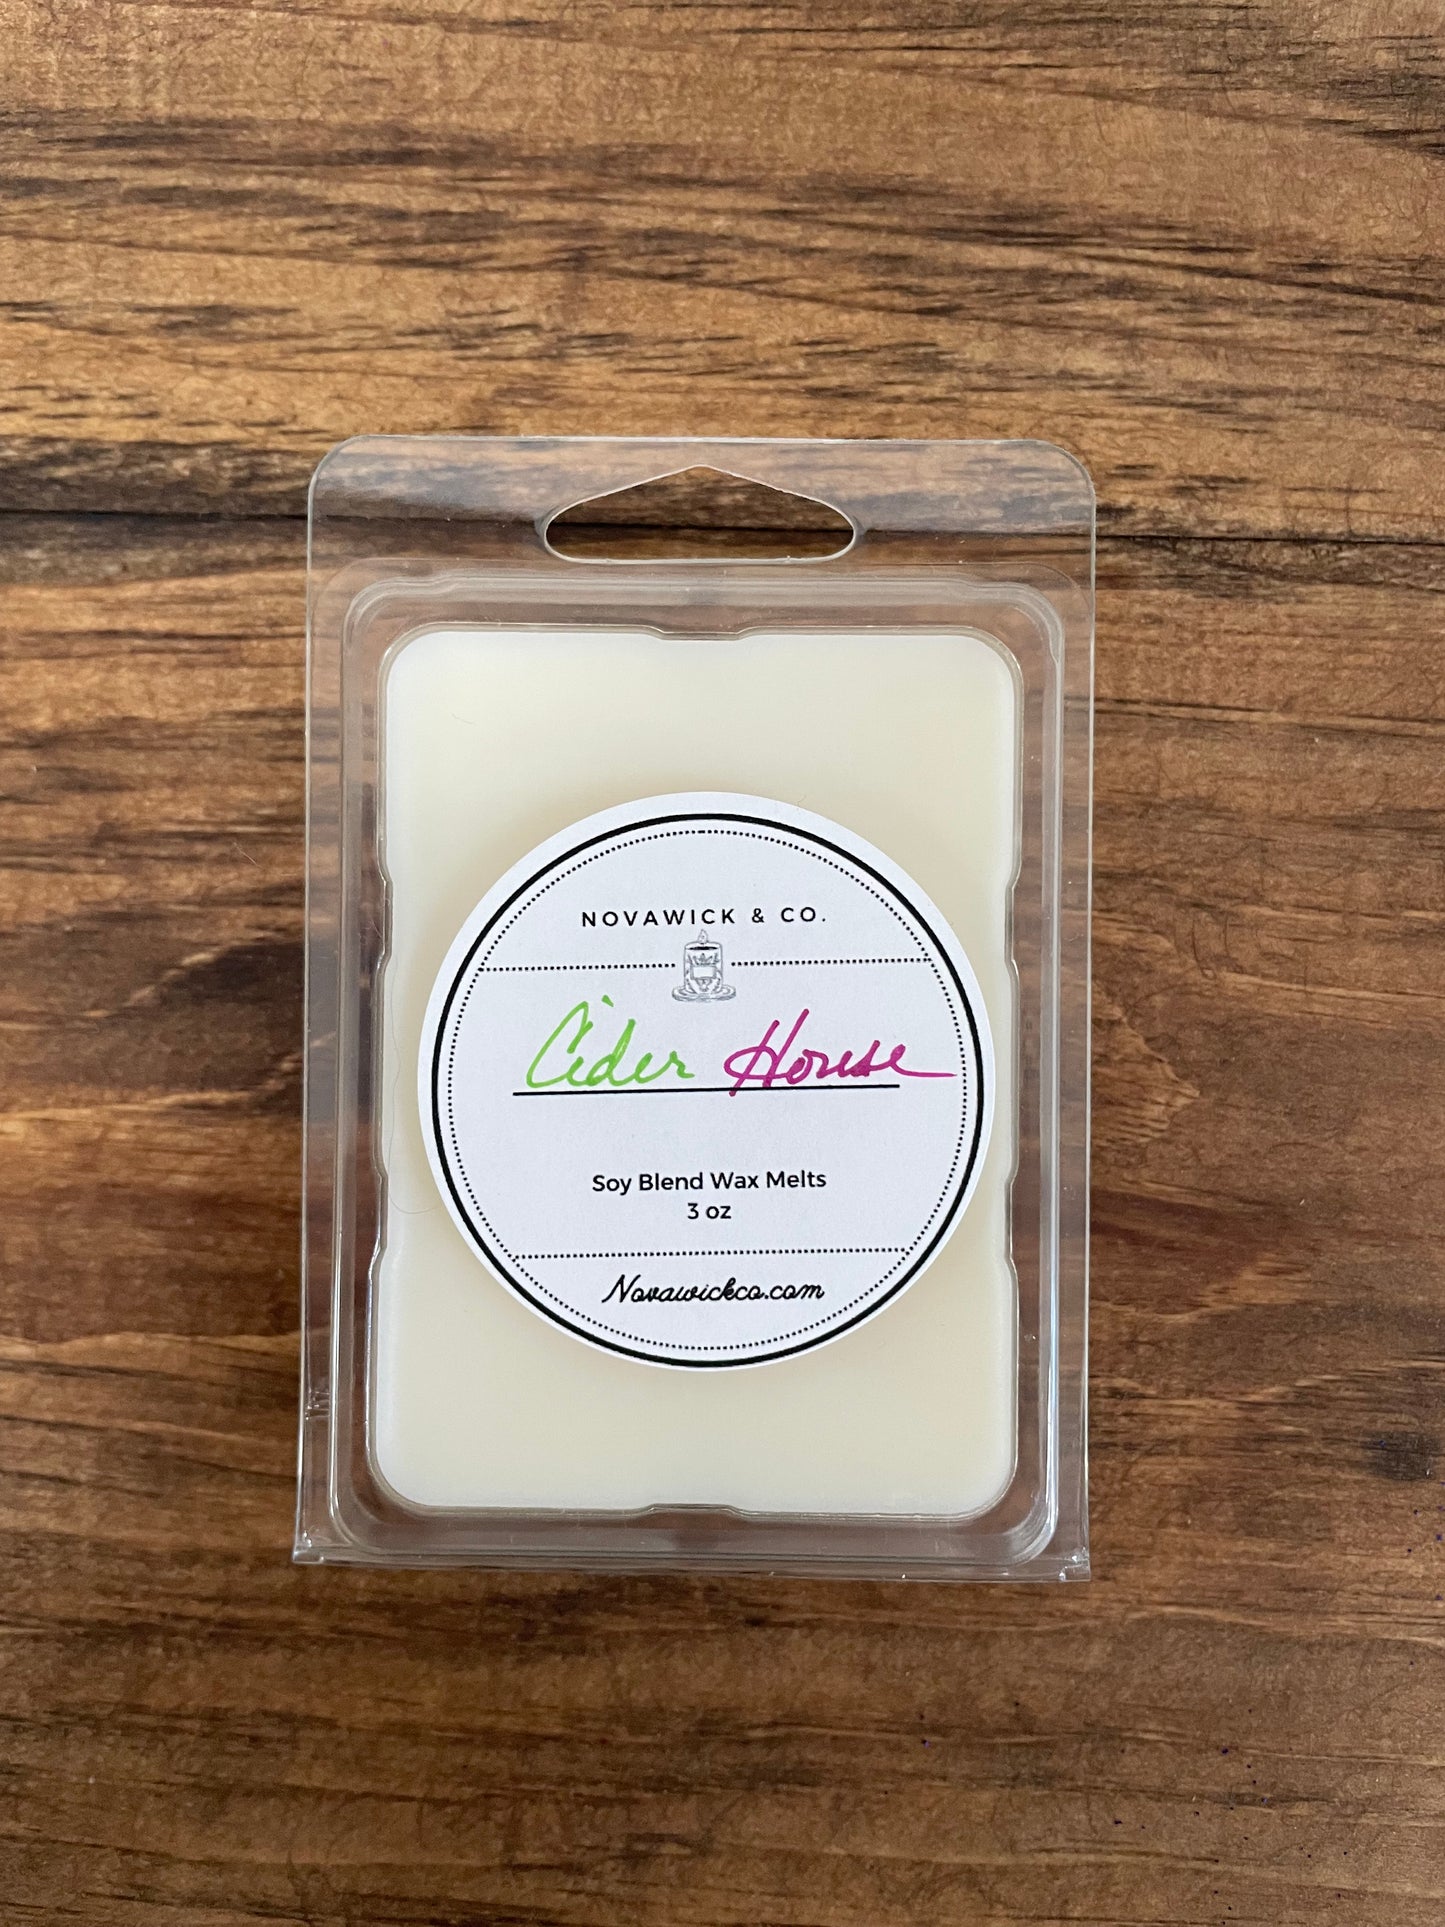 NOVAWICK & CO.
Cider House
Soy Blend Wax Melts
3 oz
Novawickco.com